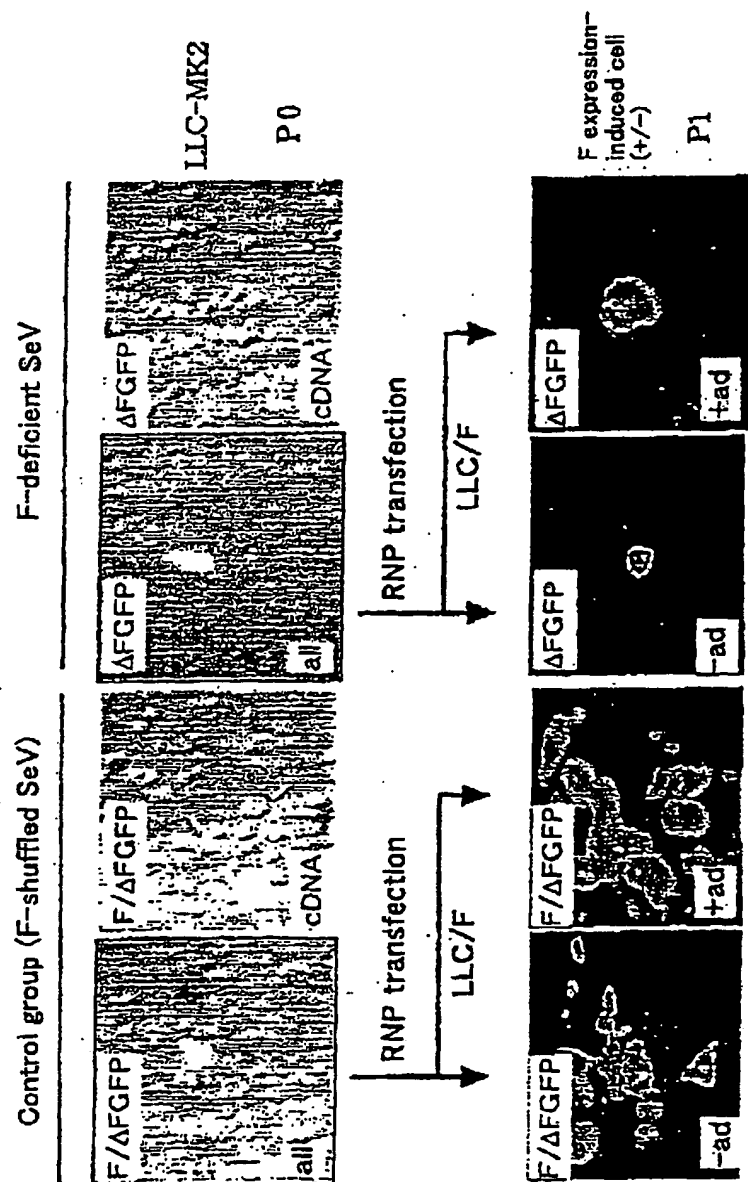 Control group (F-shuffled SeV)
F-deficient SeV
F/ΔFGFP
F/ΔFGFP
ΔFGFP
ΔFGFP
LLC-MK2
all
cDNA
all
cDNA
P0
RNP transfection
RNP transfection
LLC/F
LLC/F
F/ΔFGFP
F/ΔFGFP
ΔFGFP
ΔFGFP
F expression-
induced cell
(+/-)
-ad
+ad
-ad
+ad
P1